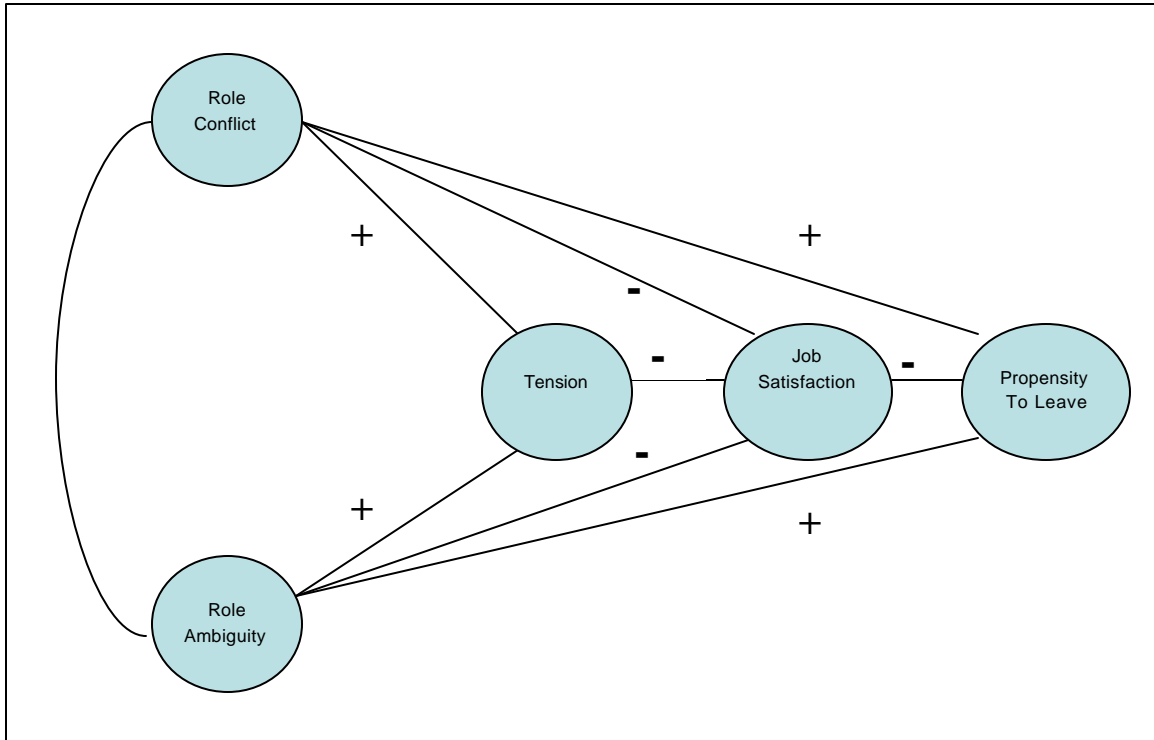 Role
Conflict
+
+
-
-
-
Tension
Job
Satisfaction
Propensity
To Leave
-
+
+
Role
Ambiguity